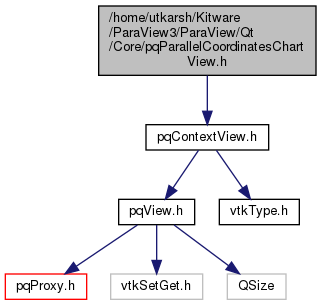 /home/utkarsh/Kitware
/ParaView3/ParaView/Qt
/Core/pqParallelCoordinatesChart
View.h
pqContextView.h
pqView.h
vtkType.h
pqProxy.h
vtkSetGet.h
QSize